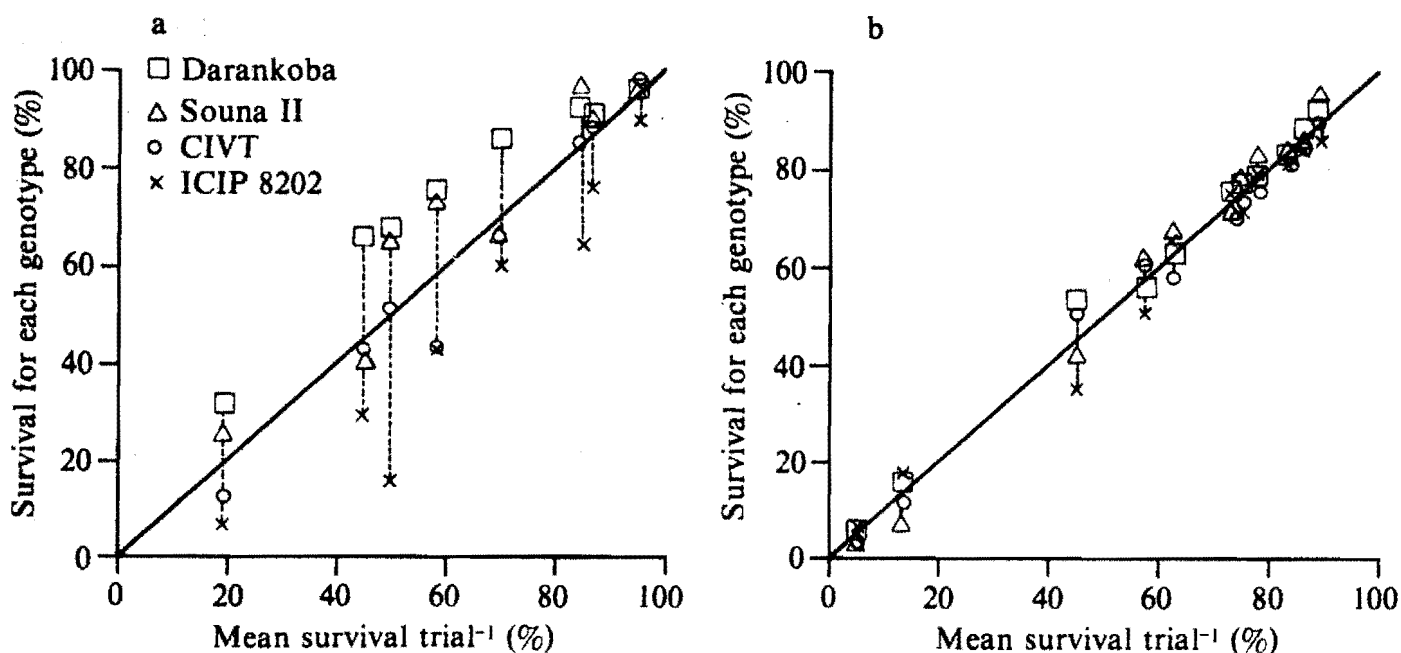 a
Darankoba
Souna II
CIVT
ICIP 8202
Survival for each genotype (%)
100
80
60
40
20
0
0 20 40 60 80 100
Mean survival trial⁻¹ (%)
b
Survival for each genotype (%)
100
80
60
40
20
0
0 20 40 60 80 100
Mean survival trial⁻¹ (%)